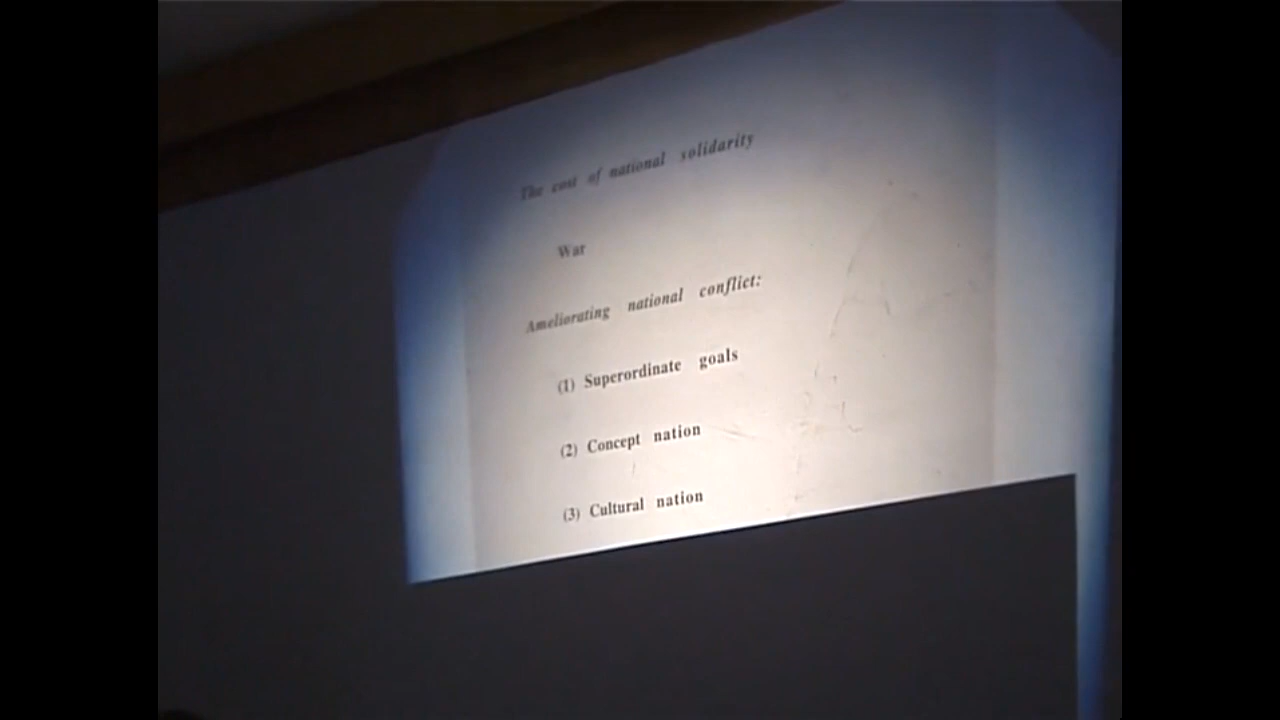 The cost of national solidarity
War
Ameliorating national conflict:
(1) Superordinate goals
(2) Concept nation
(3) Cultural nation